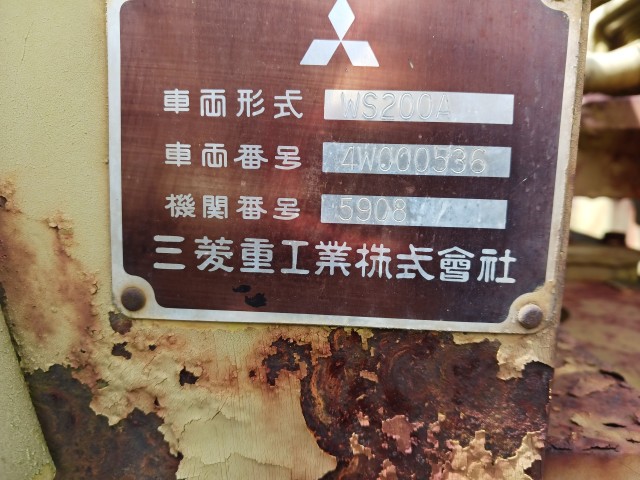 車両形式 WS200A
車両番号 4W000536
機関番号 5908
三菱重工業株式會社